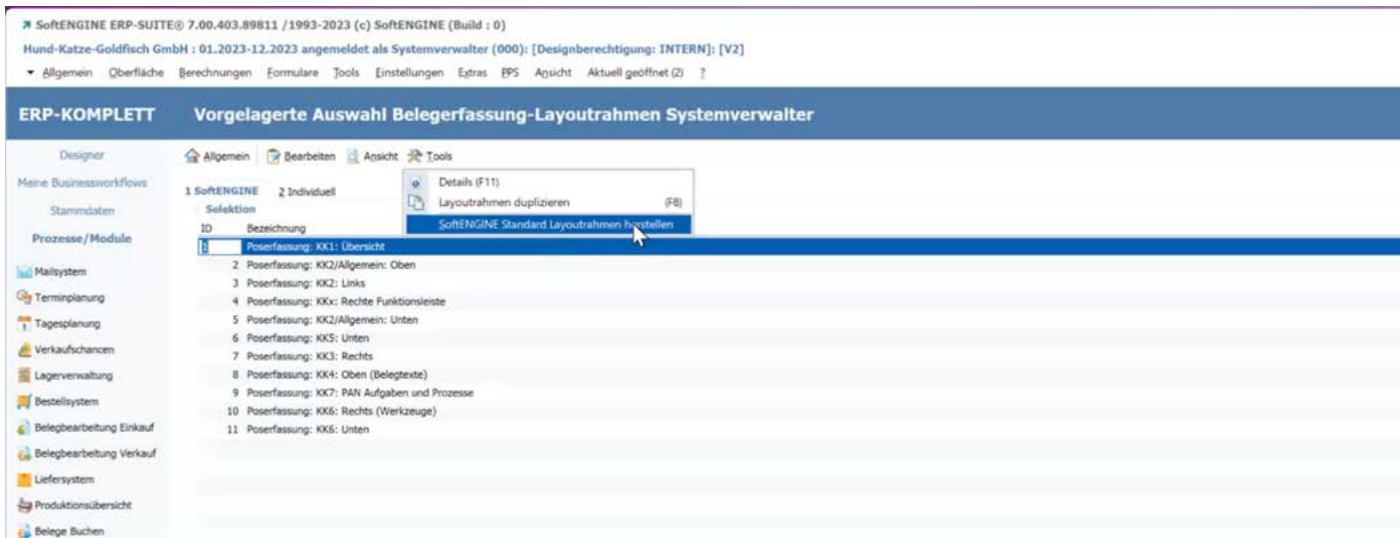 SoftENGINE ERP-SUITE® 7.00.403.89811 /1993-2023 (c) SoftENGINE (Build : 0)
Hund-Katze-Goldfisch GmbH : 01.2023-12.2023 angemeldet als Systemverwalter (000): [Designberechtigung: INTERN]: [V2]
Allgemein Oberfläche Berechnungen Formulare Tools Einstellungen Extras PPS Ansicht Aktuell geöffnet (2) ?
ERP-KOMPLETT Vorgelagerte Auswahl Belegerfassung-Layoutrahmen Systemverwalter
Designer
Meine Businessworkflows
Stammdaten
Prozesse/Module
Mailsystem
Terminplanung
Tagesplanung
Verkaufschancen
Lagerverwaltung
Bestellsystem
Belegbearbeitung Einkauf
Belegbearbeitung Verkauf
Liefersystem
Produktionsübersicht
Belege Buchen
Allgemein Bearbeiten Ansicht Tools
Details (F11)
Layoutrahmen duplizieren (F8)
SoftENGINE Standard Layoutrahmen herstellen
1 SoftENGINE 2 Individuell
Selektion
ID Bezeichnung
1 Poserfassung: KK1: Übersicht
2 Poserfassung: KK2/Allgemein: Oben
3 Poserfassung: KK2: Links
4 Poserfassung: KKx: Rechte Funktionsleiste
5 Poserfassung: KK2/Allgemein: Unten
6 Poserfassung: KK5: Unten
7 Poserfassung: KK3: Rechts
8 Poserfassung: KK4: Oben (Belegtexte)
9 Poserfassung: KK7: PAN Aufgaben und Prozesse
10 Poserfassung: KK6: Rechts (Werkzeuge)
11 Poserfassung: KK6: Unten